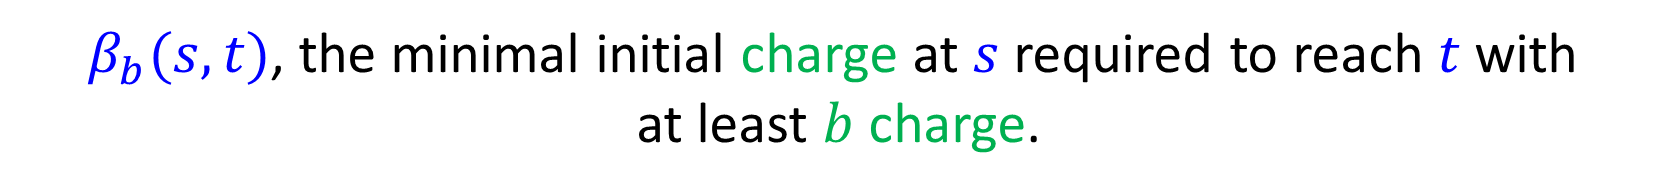 β_b(s, t), the minimal initial charge at s required to reach t with
at least b charge.